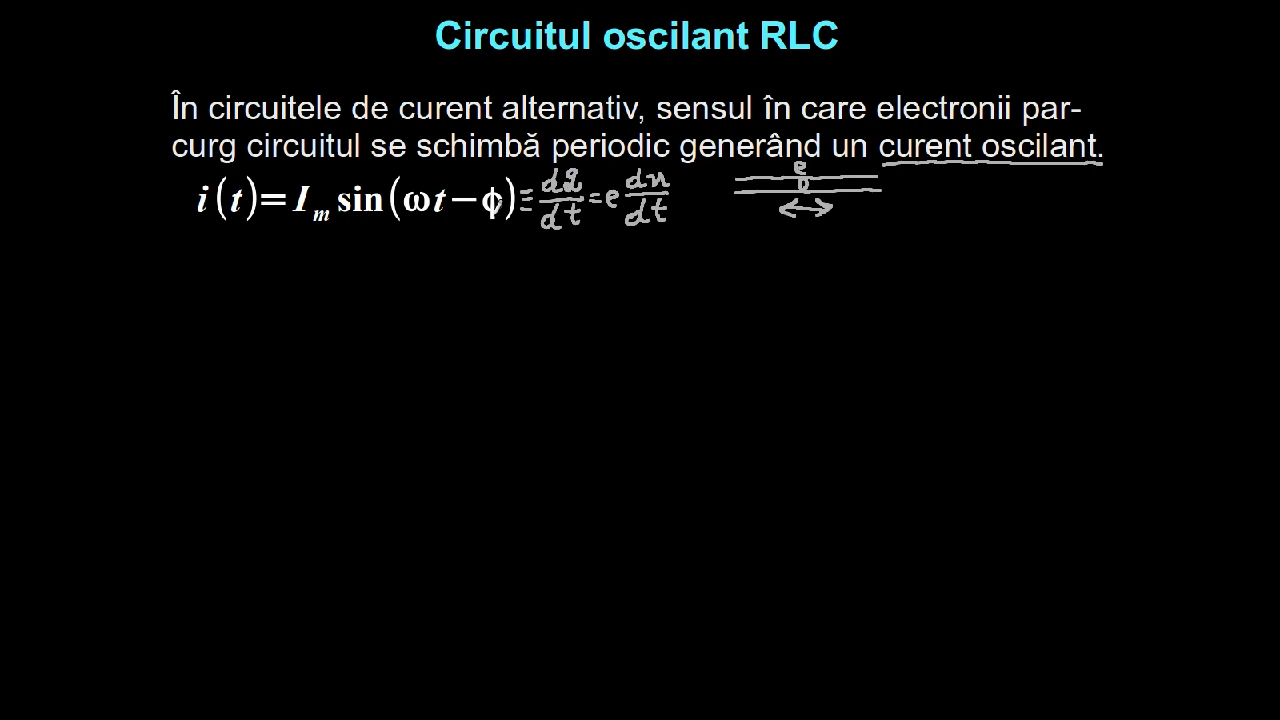 Circuitul oscilant RLC
În circuitele de curent alternativ, sensul în care electronii par-
curg circuitul se schimbă periodic generând un curent oscilant.
i(t)=I_m sin(ωt−ϕ)≡dq/dt=e dn/dt
e